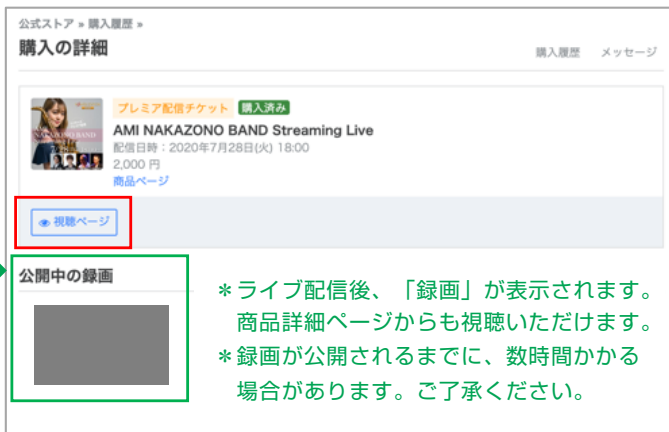 公式ストア » 購入履歴 »
購入の詳細
購入履歴 メッセージ
プレミア配信チケット 購入済み
AMI NAKAZONO BAND Streaming Live
配信日時：2020年7月28日(火) 18:00
2,000 円
商品ページ
視聴ページ
公開中の録画
＊ライブ配信後、「録画」が表示されます。
商品詳細ページからも視聴いただけます。
＊録画が公開されるまでに、数時間かかる
場合があります。ご了承ください。